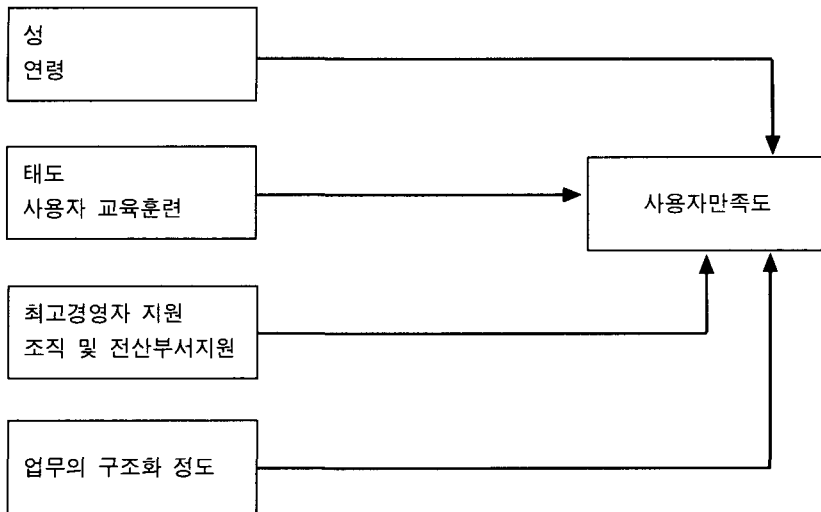 성
연령
태도
사용자 교육훈련
사용자만족도
최고경영자 지원
조직 및 전산부서지원
업무의 구조화 정도